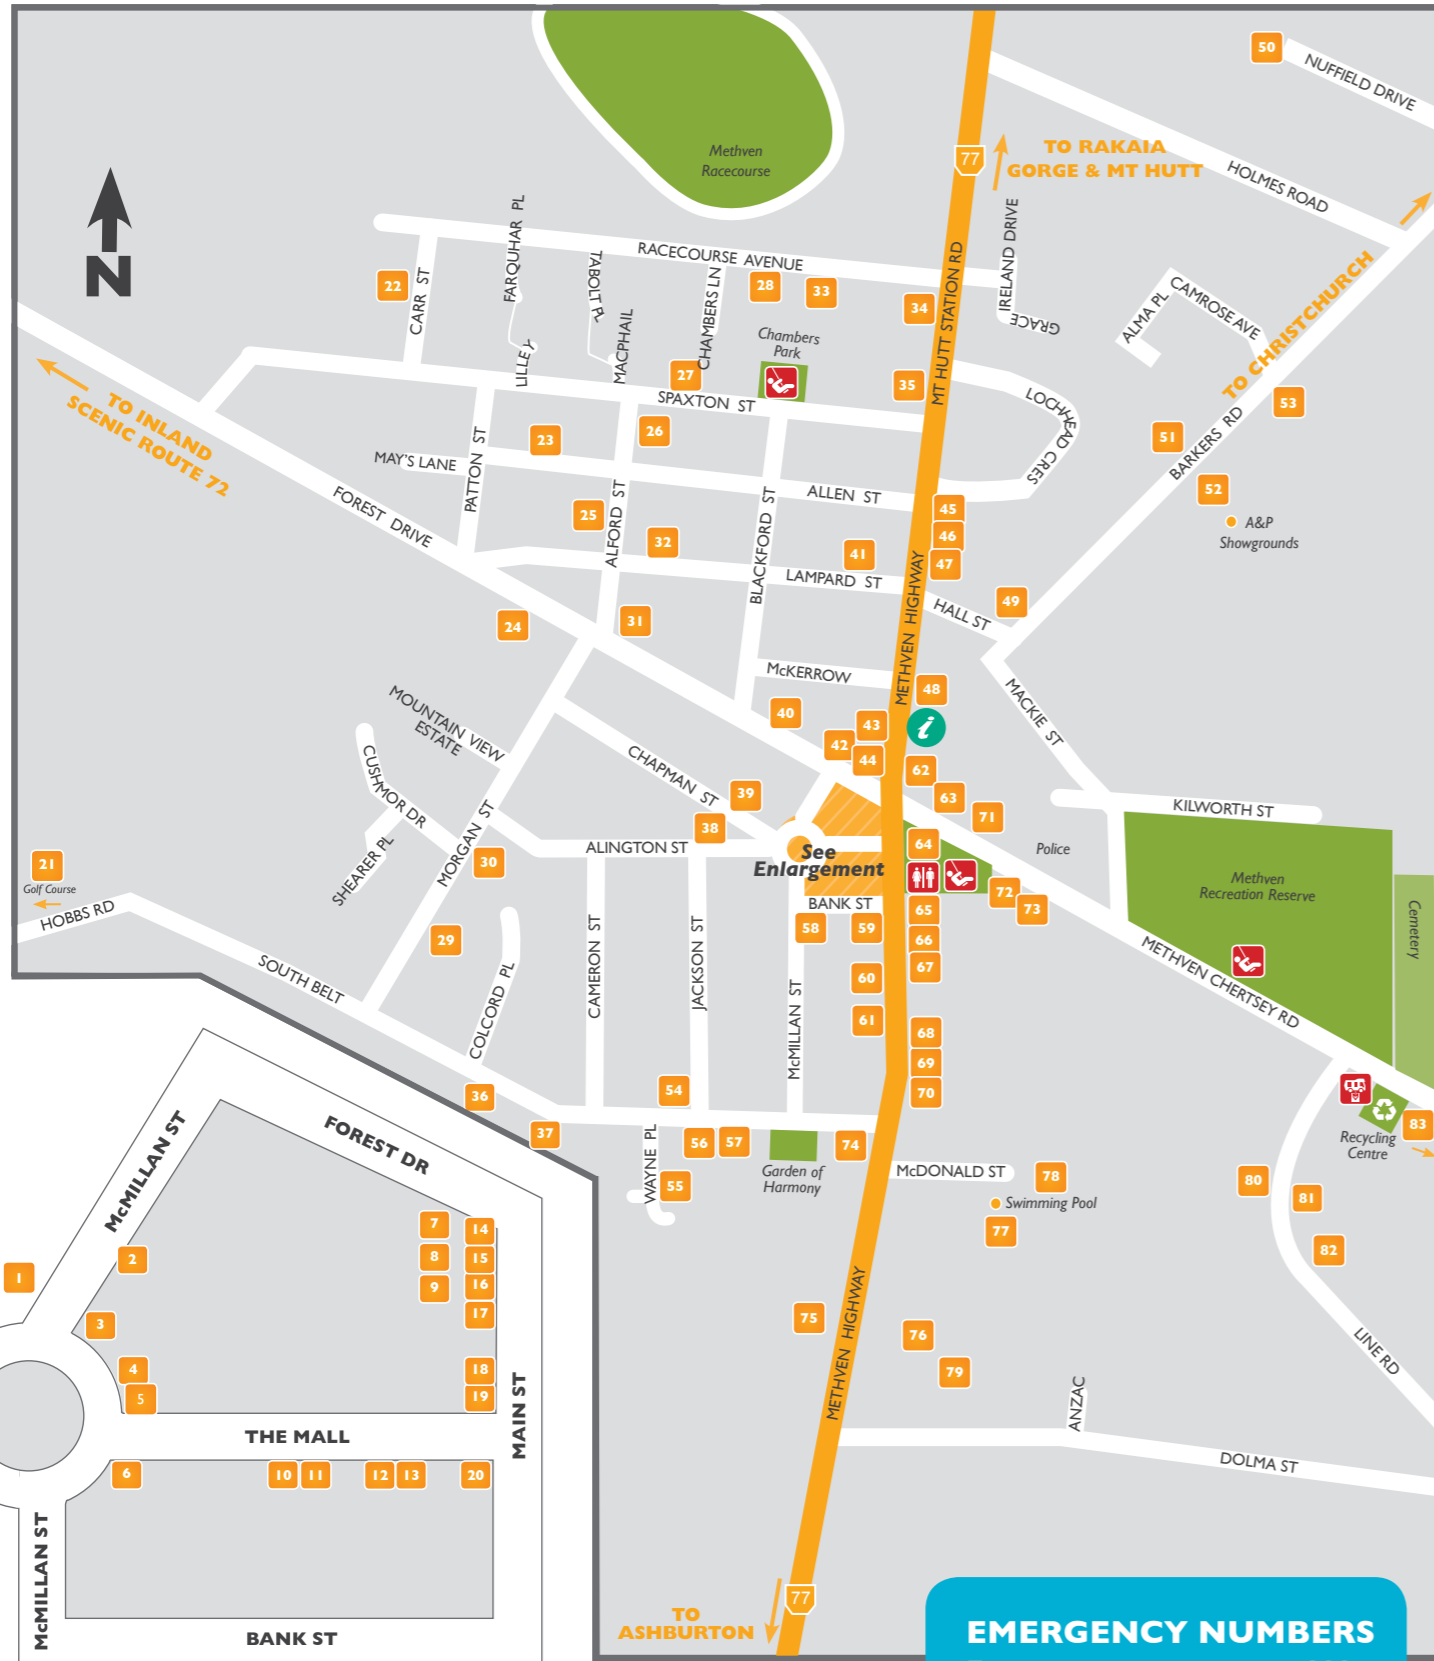 50
NUFFIELD DRIVE
77
TO RAKAIA
GORGE & MT HUTT
Methven
Racecourse
HOLMES ROAD
N
FARQUHAR PL
TABOLT PL
RACECOURSE AVENUE
IRELAND DRIVE
GRACE
22
CARR ST
CHAMBERS LN
28
33
34
MT HUTT STATION RD
ALMA PL
CAMROSE AVE
TO CHRISTCHURCH
LILLEY
MACPHAIL
Chambers
Park
27
35
SPAXTON ST
LOCHHEAD CRES
53
TO INLAND
SCENIC ROUTE 72
23
26
51
BARKERS RD
MAY'S LANE
PATTON ST
ALLEN ST
52
A&P
Showgrounds
FOREST DRIVE
25
ALFORD ST
32
BLACKFORD ST
41
45
46
47
LAMPARD ST
METHVEN HIGHWAY
HALL ST
49
24
31
McKERROW
48
MACKIE ST
MOUNTAIN VIEW
ESTATE
40
43
42
44
i
62
CUSHMOR DR
CHAPMAN ST
39
63
71
KILWORTH ST
38
MORGAN ST
SHEARER PL
30
ALINGTON ST
See
Enlargement
64
Police
21
Golf Course
HOBBS RD
Methven
Recreation Reserve
Cemetery
72
73
BANK ST
58
59
65
66
67
29
SOUTH BELT
COLCORD PL
CAMERON ST
JACKSON ST
McMILLAN ST
60
61
68
69
70
METHVEN CHERTSEY RD
36
37
54
56
57
74
WAYNE PL
55
Garden of
Harmony
McDONALD ST
78
Swimming Pool
77
Recycling
Centre
83
80
81
82
LINE RD
75
METHVEN HIGHWAY
76
79
ANZAC
DOLMA ST
77
TO
ASHBURTON
McMILLAN ST
FOREST DR
1
2
3
4
5
7
8
9
14
15
16
17
18
19
THE MALL
MAIN ST
6
10
11
12
13
20
McMILLAN ST
BANK ST
EMERGENCY NUMBERS